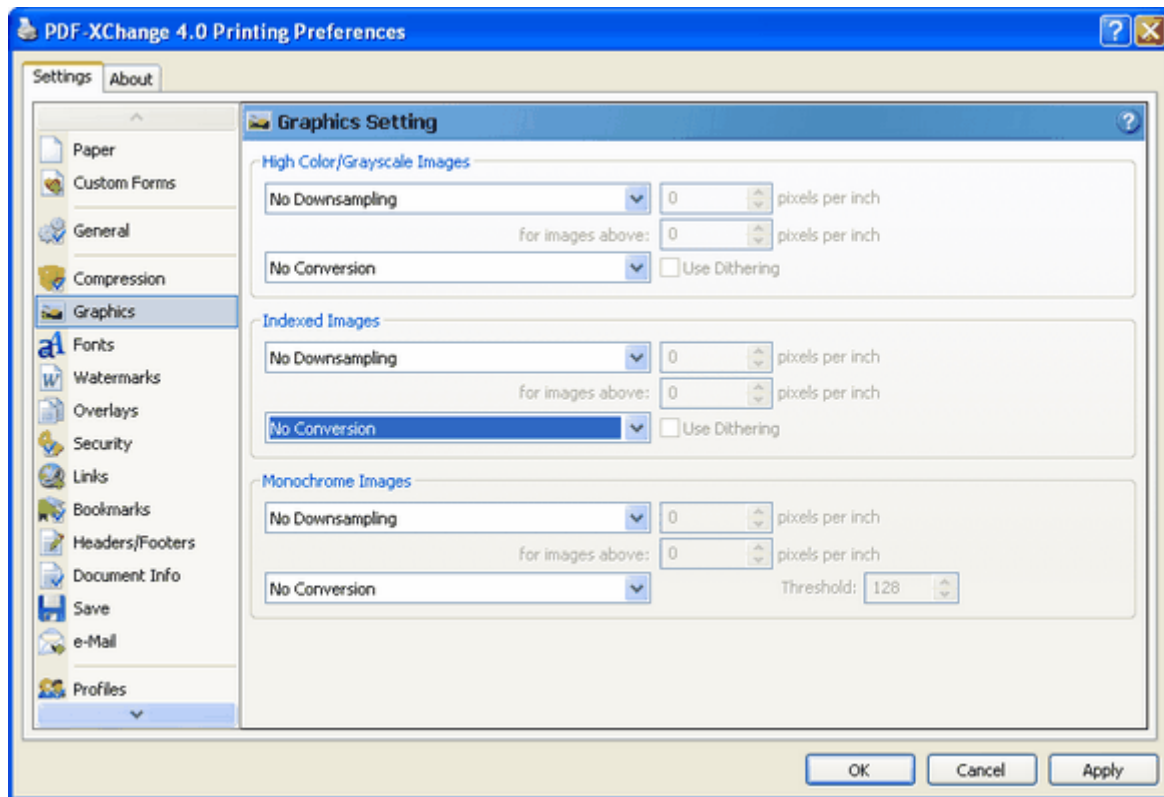 PDF-XChange 4.0 Printing Preferences
Settings
About
Paper
Custom Forms
General
Compression
Graphics
Fonts
Watermarks
Overlays
Security
Links
Bookmarks
Headers/Footers
Document Info
Save
e-Mail
Profiles
Graphics Setting
High Color/Grayscale Images
No Downsampling 0 pixels per inch
for images above: 0 pixels per inch
No Conversion Use Dithering
Indexed Images
No Downsampling 0 pixels per inch
for images above: 0 pixels per inch
No Conversion Use Dithering
Monochrome Images
No Downsampling 0 pixels per inch
for images above: 0 pixels per inch
No Conversion Threshold: 128
OK Cancel Apply